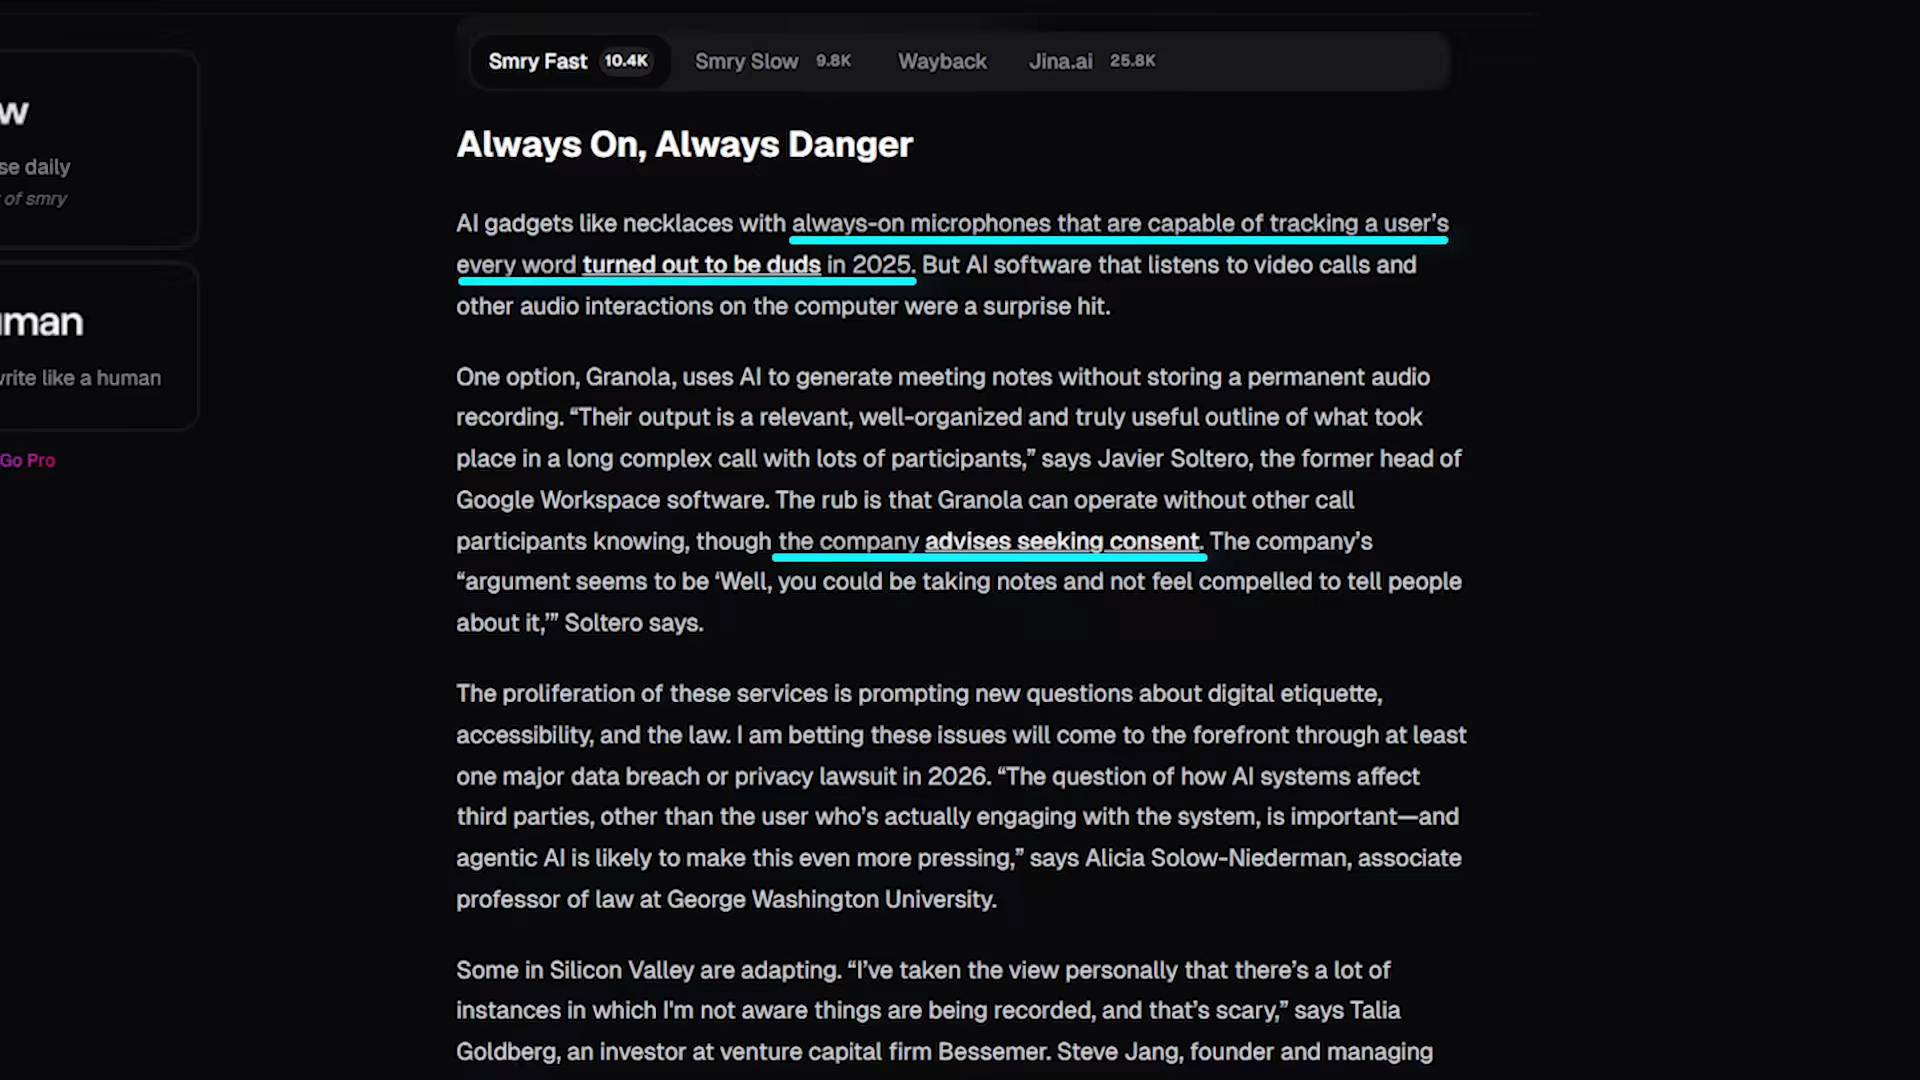 Smry Fast 10.4K Smry Slow 9.8K Wayback Jina.ai 25.8K
w
se daily
of smry
man
write like a human
Go Pro
Always On, Always Danger
AI gadgets like necklaces with always-on microphones that are capable of tracking a user’s
every word turned out to be duds in 2025. But AI software that listens to video calls and
other audio interactions on the computer were a surprise hit.
One option, Granola, uses AI to generate meeting notes without storing a permanent audio
recording. “Their output is a relevant, well-organized and truly useful outline of what took
place in a long complex call with lots of participants,” says Javier Soltero, the former head of
Google Workspace software. The rub is that Granola can operate without other call
participants knowing, though the company advises seeking consent. The company’s
“argument seems to be ‘Well, you could be taking notes and not feel compelled to tell people
about it,’” Soltero says.
The proliferation of these services is prompting new questions about digital etiquette,
accessibility, and the law. I am betting these issues will come to the forefront through at least
one major data breach or privacy lawsuit in 2026. “The question of how AI systems affect
third parties, other than the user who’s actually engaging with the system, is important—and
agentic AI is likely to make this even more pressing,” says Alicia Solow-Niederman, associate
professor of law at George Washington University.
Some in Silicon Valley are adapting. “I’ve taken the view personally that there’s a lot of
instances in which I'm not aware things are being recorded, and that’s scary,” says Talia
Goldberg, an investor at venture capital firm Bessemer. Steve Jang, founder and managing